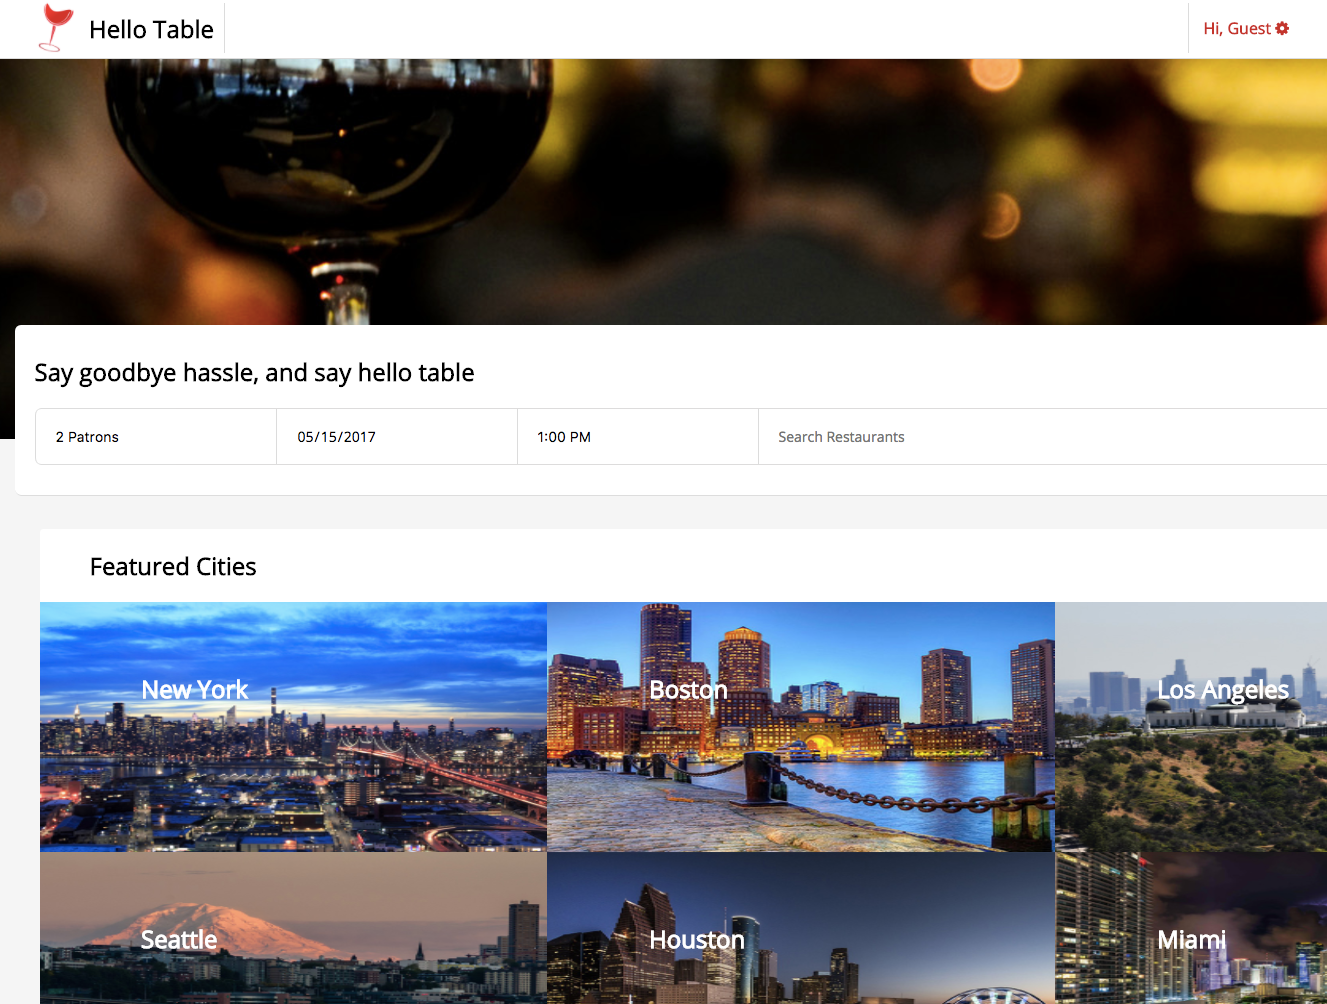 Hello Table
Hi, Guest
Say goodbye hassle, and say hello table
2 Patrons
05/15/2017
1:00 PM
Search Restaurants
Featured Cities
New York
Boston
Los Angeles
Seattle
Houston
Miami